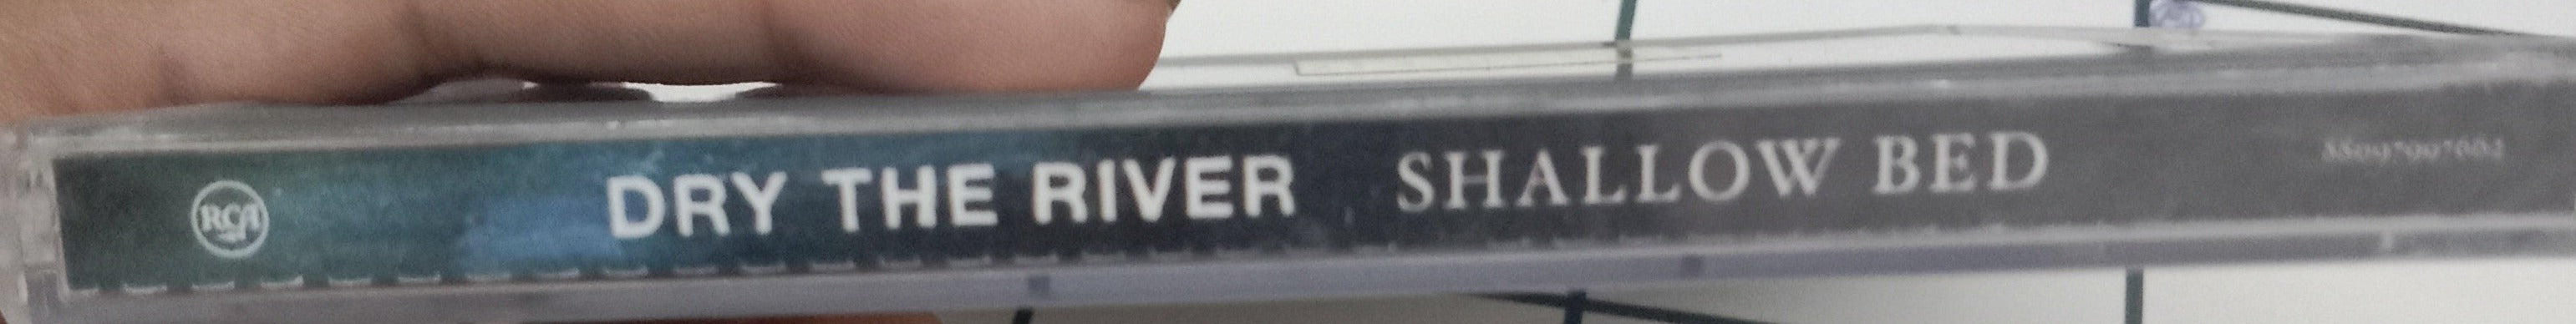 RCA DRY THE RIVER SHALLOW BED